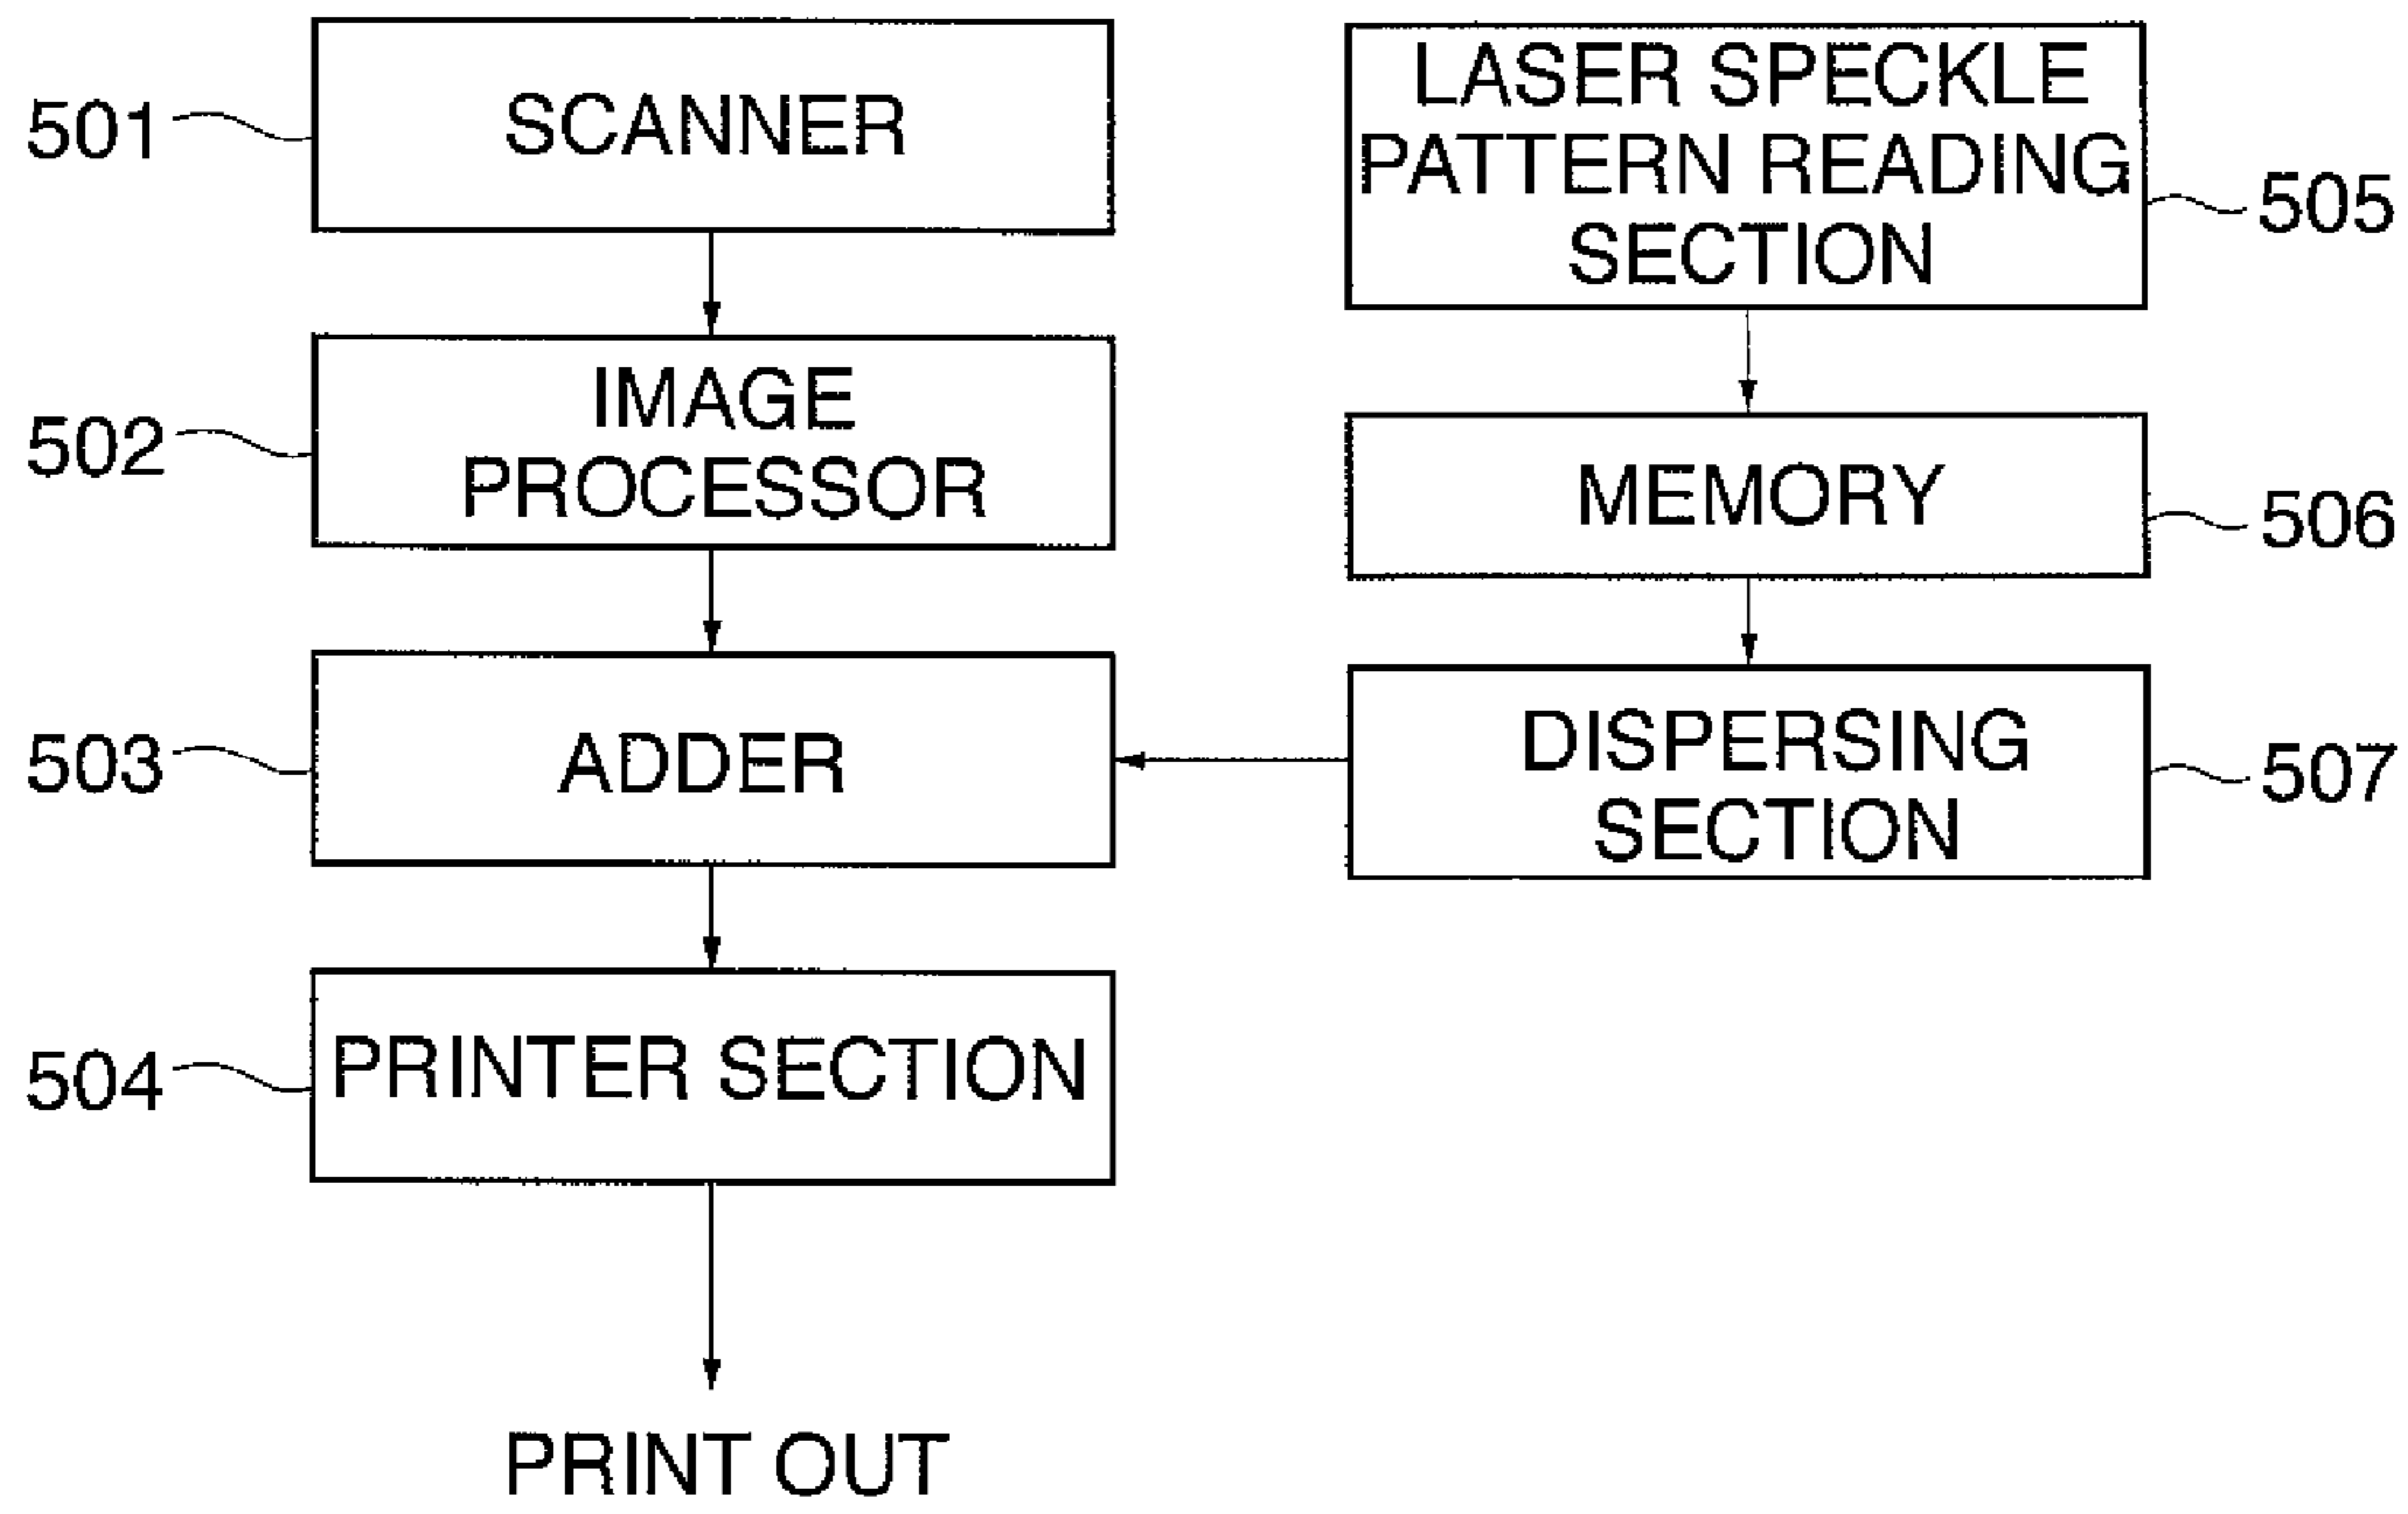 501
SCANNER
502
IMAGE
PROCESSOR
503
ADDER
504
PRINTER SECTION
PRINT OUT
LASER SPECKLE
PATTERN READING
SECTION
505
MEMORY
506
DISPERSING
SECTION
507